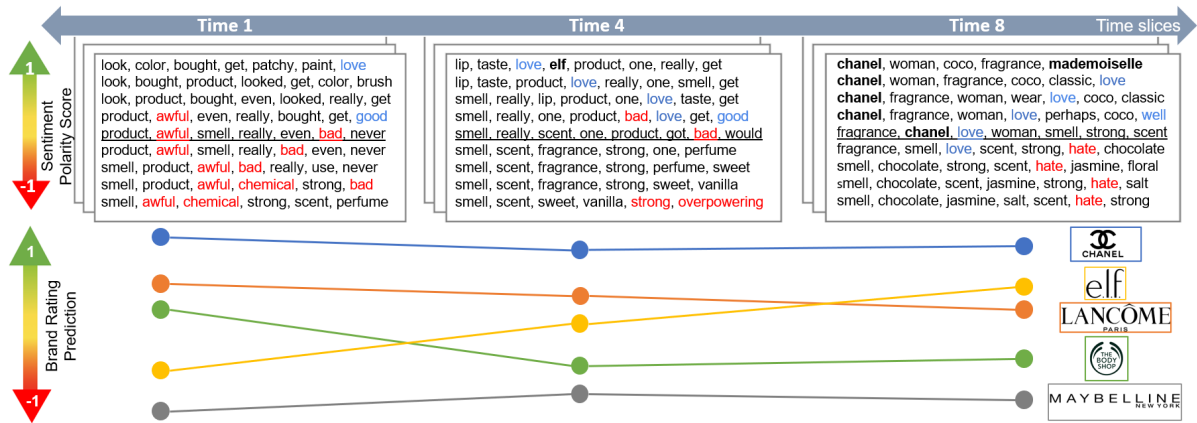 Time 1 Time 4 Time 8 Time slices
1
Sentiment
Polarity Score
-1
look, color, bought, get, patchy, paint, love
look, bought, product, looked, get, color, brush
look, product, bought, even, looked, really, get
product, awful, even, really, bought, get, good
product, awful, smell, really, even, bad, never
product, awful, smell, really, bad, even, never
smell, product, awful, bad, really, use, never
smell, product, awful, chemical, strong, bad
smell, awful, chemical, strong, scent, perfume
lip, taste, love, elf, product, one, really, get
lip, taste, product, love, really, one, smell, get
smell, really, lip, product, one, love, taste, get
smell, really, one, product, bad, love, get, good
smell, really, scent, one, product, got, bad, would
smell, scent, fragrance, strong, one, perfume
smell, scent, fragrance, strong, perfume, sweet
smell, scent, fragrance, strong, sweet, vanilla
smell, scent, sweet, vanilla, strong, overpowering
chanel, woman, coco, fragrance, mademoiselle
chanel, woman, fragrance, coco, classic, love
chanel, fragrance, woman, wear, love, coco, classic
chanel, fragrance, woman, love, perhaps, coco, well
fragrance, chanel, love, woman, smell, strong, scent
fragrance, smell, love, scent, strong, hate, chocolate
smell, chocolate, strong, scent, hate, jasmine, floral
smell, chocolate, scent, jasmine, strong, hate, salt
smell, chocolate, jasmine, salt, scent, hate, strong
1
Brand Rating
Prediction
-1
CHANEL
e.l.f.
LANCÔME
PARIS
THE
BODY
SHOP
MAYBELLINE
NEW YORK